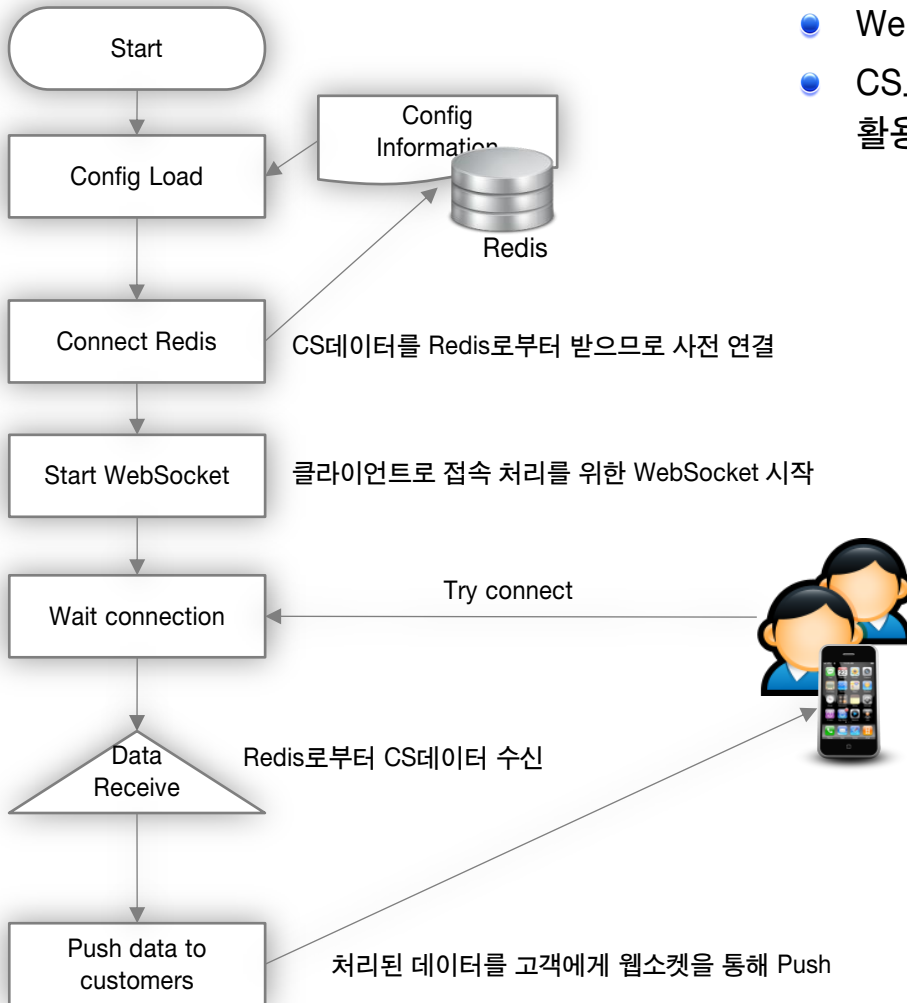 Start
We
CS
활용
Config
Information
Config Load
Redis
Connect Redis
CS데이터를 Redis로부터 받으므로 사전 연결
Start WebSocket
클라이언트로 접속 처리를 위한 WebSocket 시작
Try connect
Wait connection
Data
Receive
Redis로부터 CS데이터 수신
Push data to
customers
처리된 데이터를 고객에게 웹소켓을 통해 Push